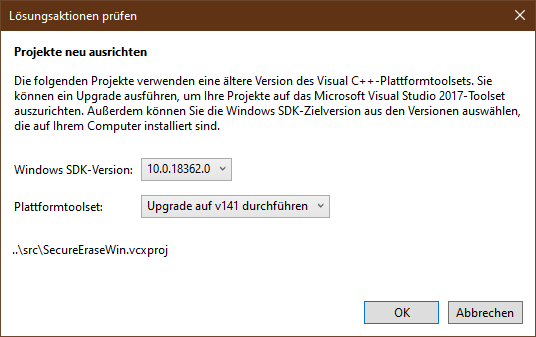 Lösungsaktionen prüfen
Projekte neu ausrichten
Die folgenden Projekte verwenden eine ältere Version des Visual C++-Plattformtoolsets. Sie
können ein Upgrade ausführen, um Ihre Projekte auf das Microsoft Visual Studio 2017-Toolset
auszurichten. Außerdem können Sie die Windows SDK-Zielversion aus den Versionen auswählen,
die auf Ihrem Computer installiert sind.
Windows SDK-Version: 10.0.18362.0
Plattformtoolset: Upgrade auf v141 durchführen
..\src\SecureEraseWin.vcxproj
OK Abbrechen